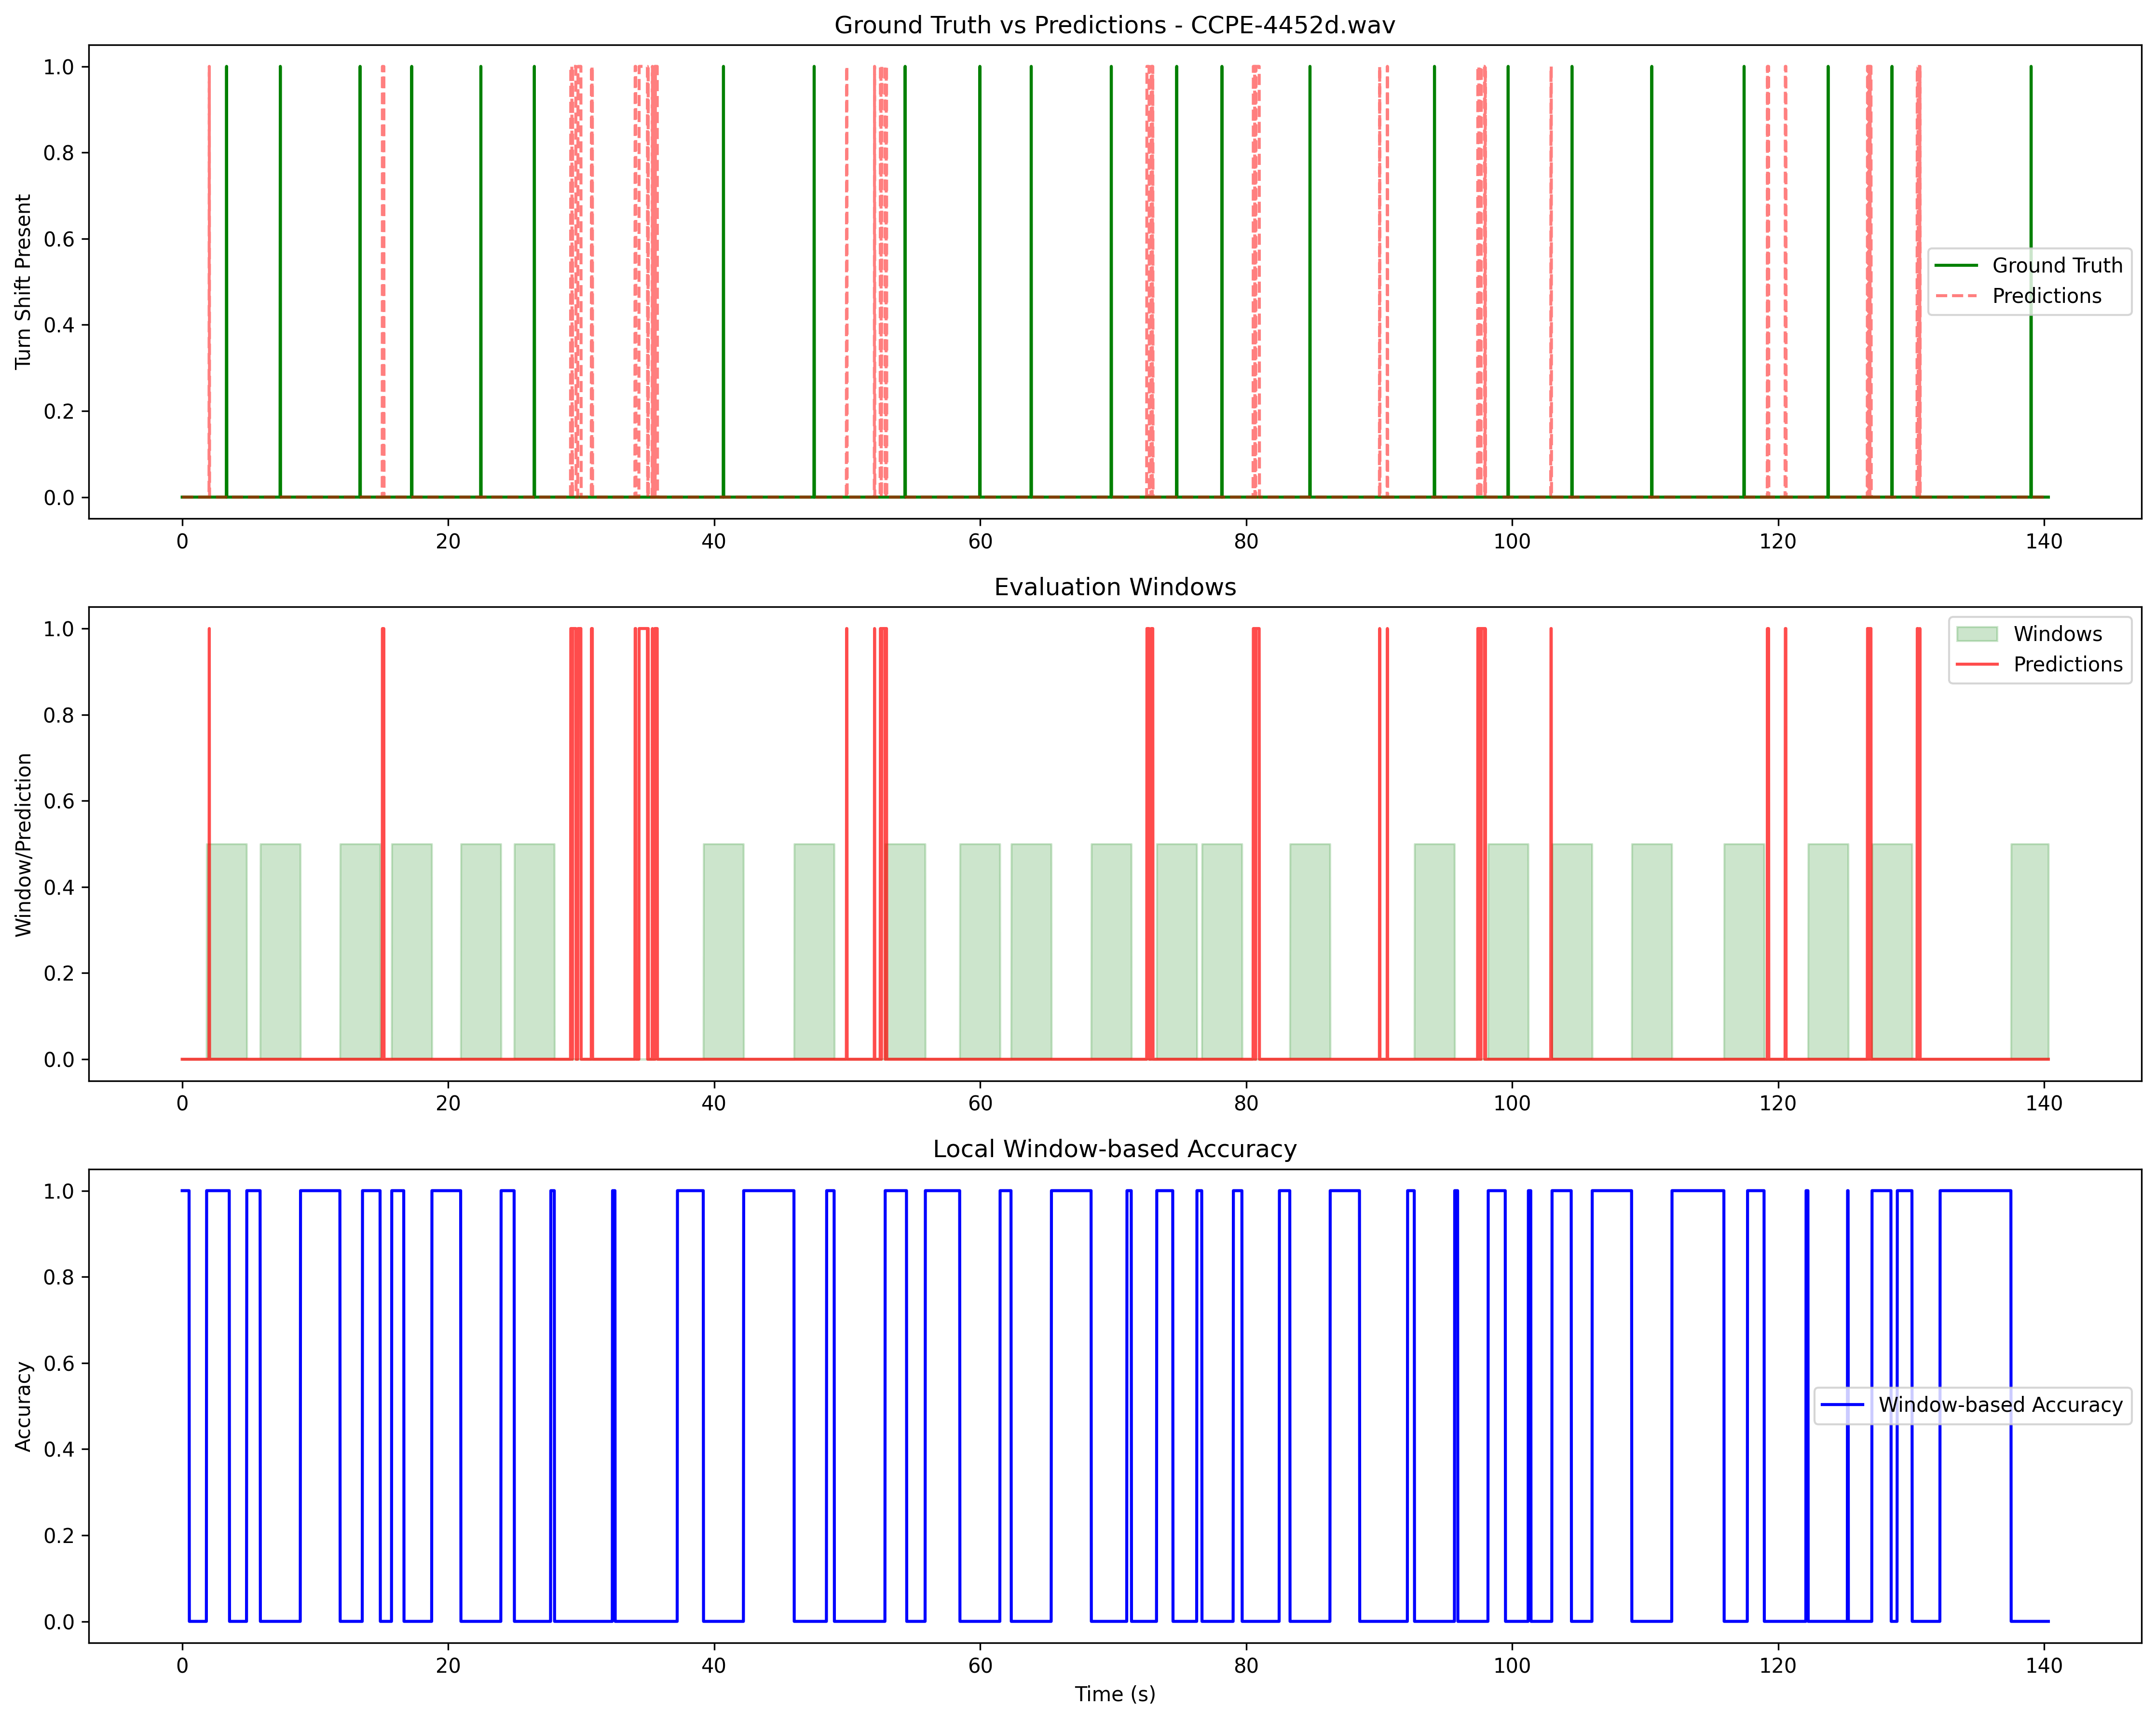 Ground Truth vs Predictions - CCPE-4452d.wav
Turn Shift Present
1.0
0.8
0.6
0.4
0.2
0.0
Ground Truth
Predictions
0 20 40 60 80 100 120 140
Evaluation Windows
Window/Prediction
1.0
0.8
0.6
0.4
0.2
0.0
Windows
Predictions
0 20 40 60 80 100 120 140
Local Window-based Accuracy
Accuracy
1.0
0.8
0.6
0.4
0.2
0.0
Window-based Accuracy
0 20 40 60 80 100 120 140
Time (s)